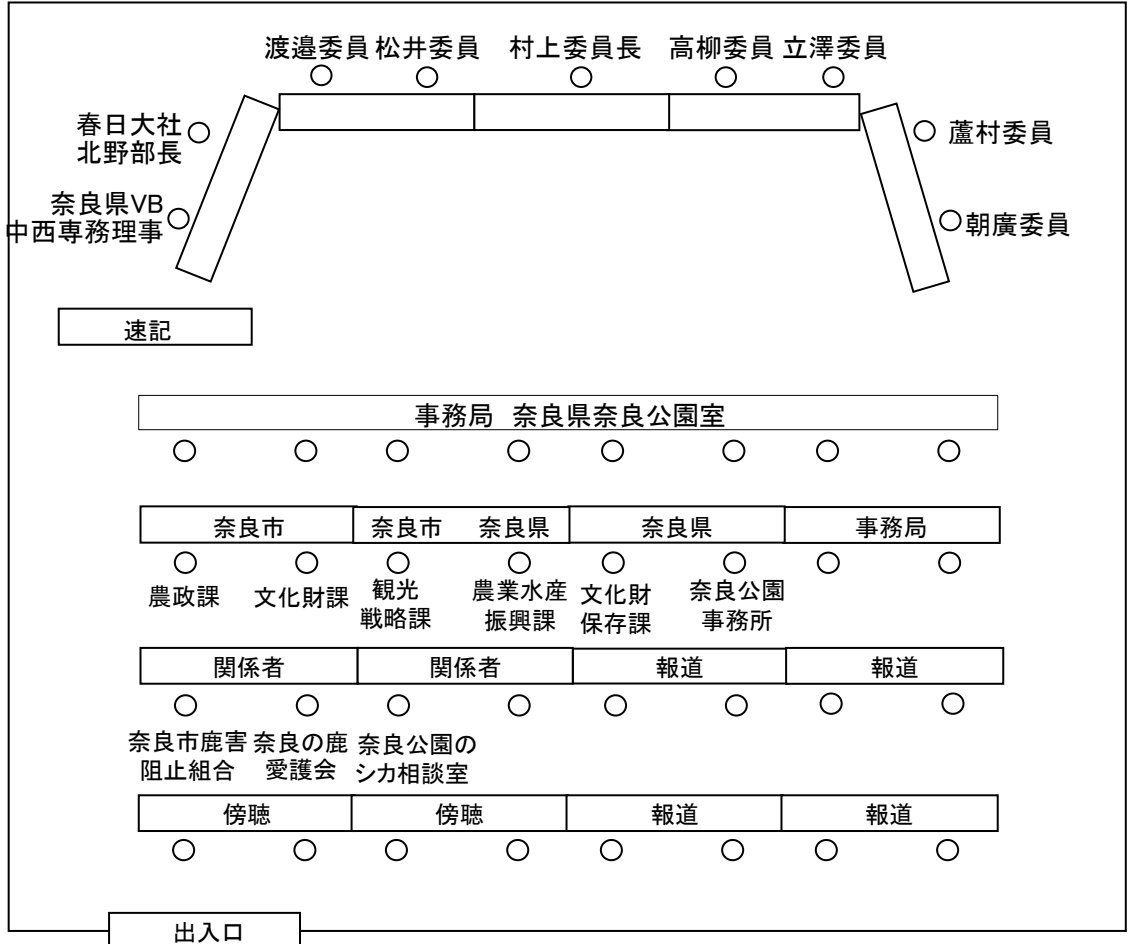 渡邉委員 松井委員 村上委員長 高柳委員 立澤委員
春日大社
北野部長
蘆村委員
奈良県VB
中西専務理事
朝廣委員
速記
事務局 奈良県奈良公園室
奈良市 奈良市 奈良県 奈良県 事務局
農政課 文化財課 観光
戦略課 農業水産
振興課 文化財
保存課 奈良公園
事務所
関係者 関係者 報道 報道
奈良市鹿害
阻止組合 奈良の鹿
愛護会 奈良公園の
シカ相談室
傍聴 傍聴 報道 報道
出入口